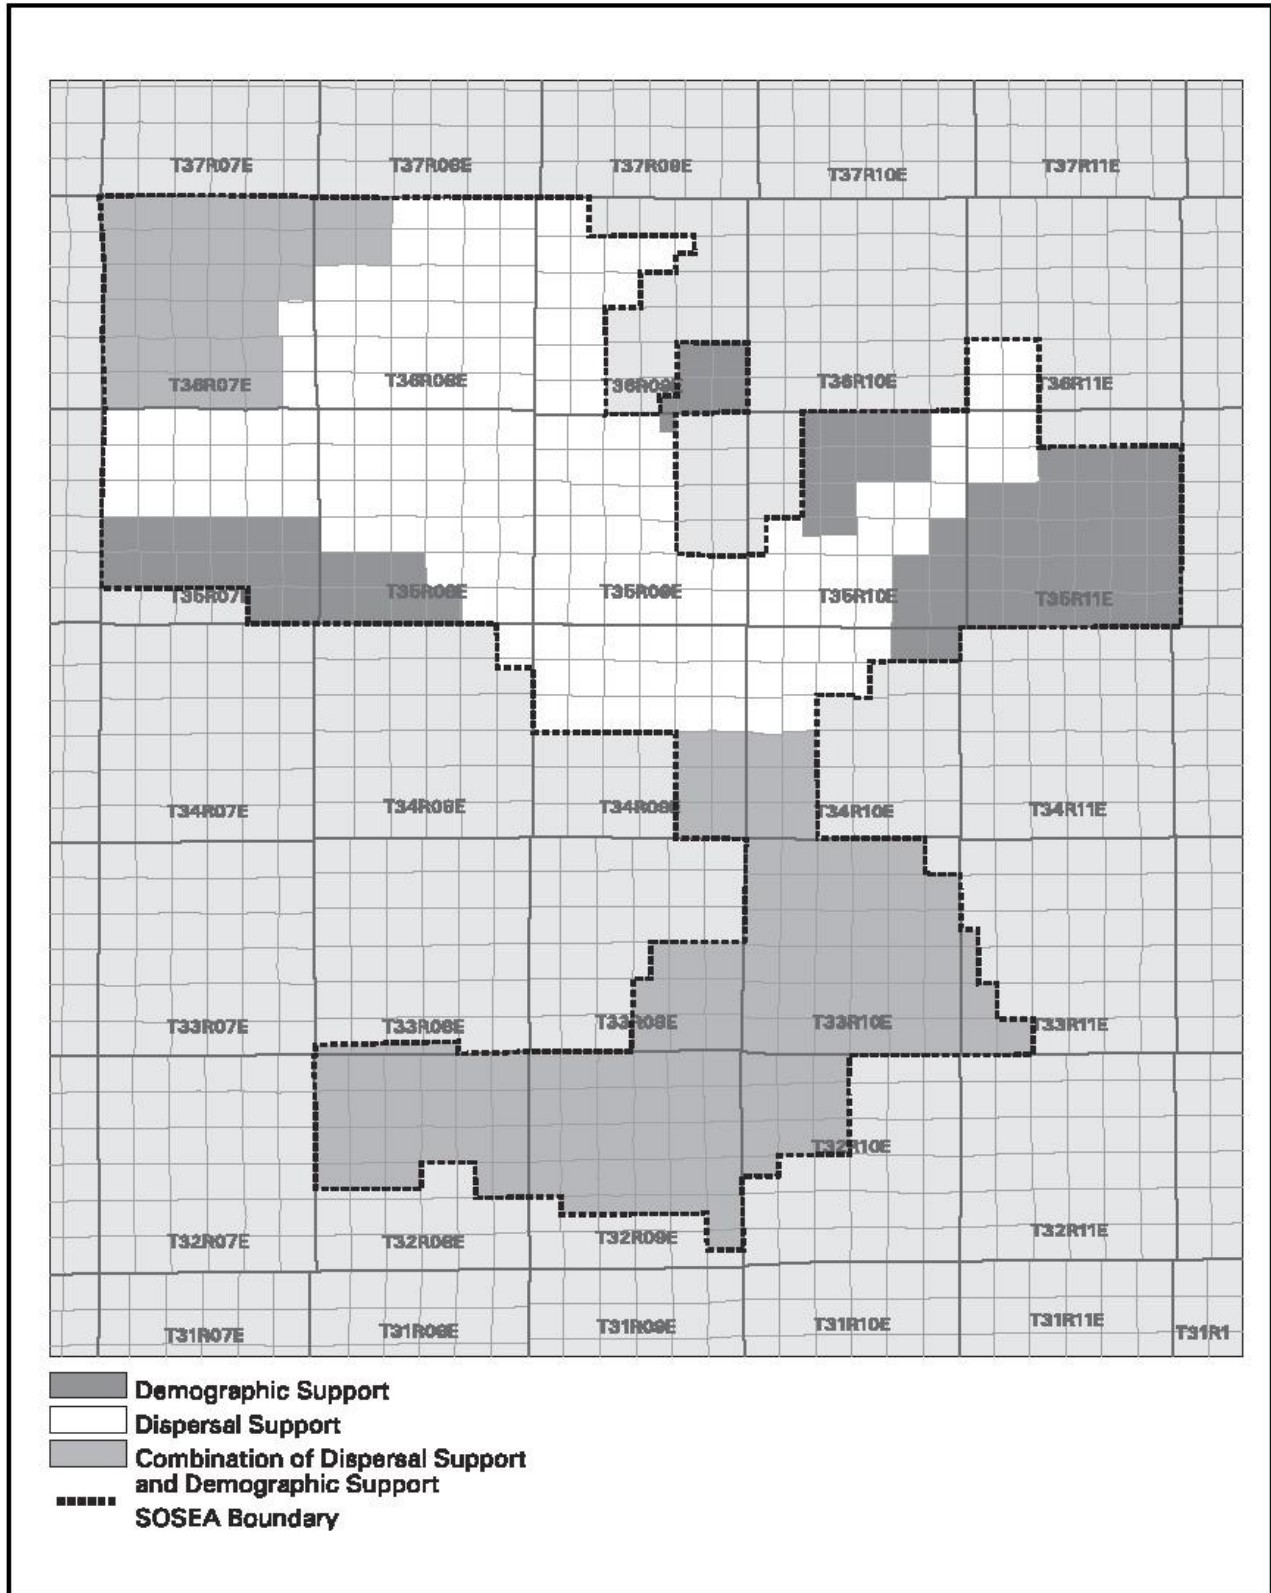 T37R07E
T37R08E
T37R09E
T37R10E
T37R11E
T36R07E
T36R08E
T36R09E
T36R10E
T36R11E
T35R07E
T35R08E
T35R09E
T35R10E
T35R11E
T34R07E
T34R08E
T34R09E
T34R10E
T34R11E
T33R07E
T33R08E
T33R09E
T33R10E
T33R11E
T32R07E
T32R08E
T32R09E
T32R10E
T32R11E
T31R07E
T31R08E
T31R09E
T31R10E
T31R11E
T31R1
Demographic Support
Dispersal Support
Combination of Dispersal Support
and Demographic Support
SOSEA Boundary